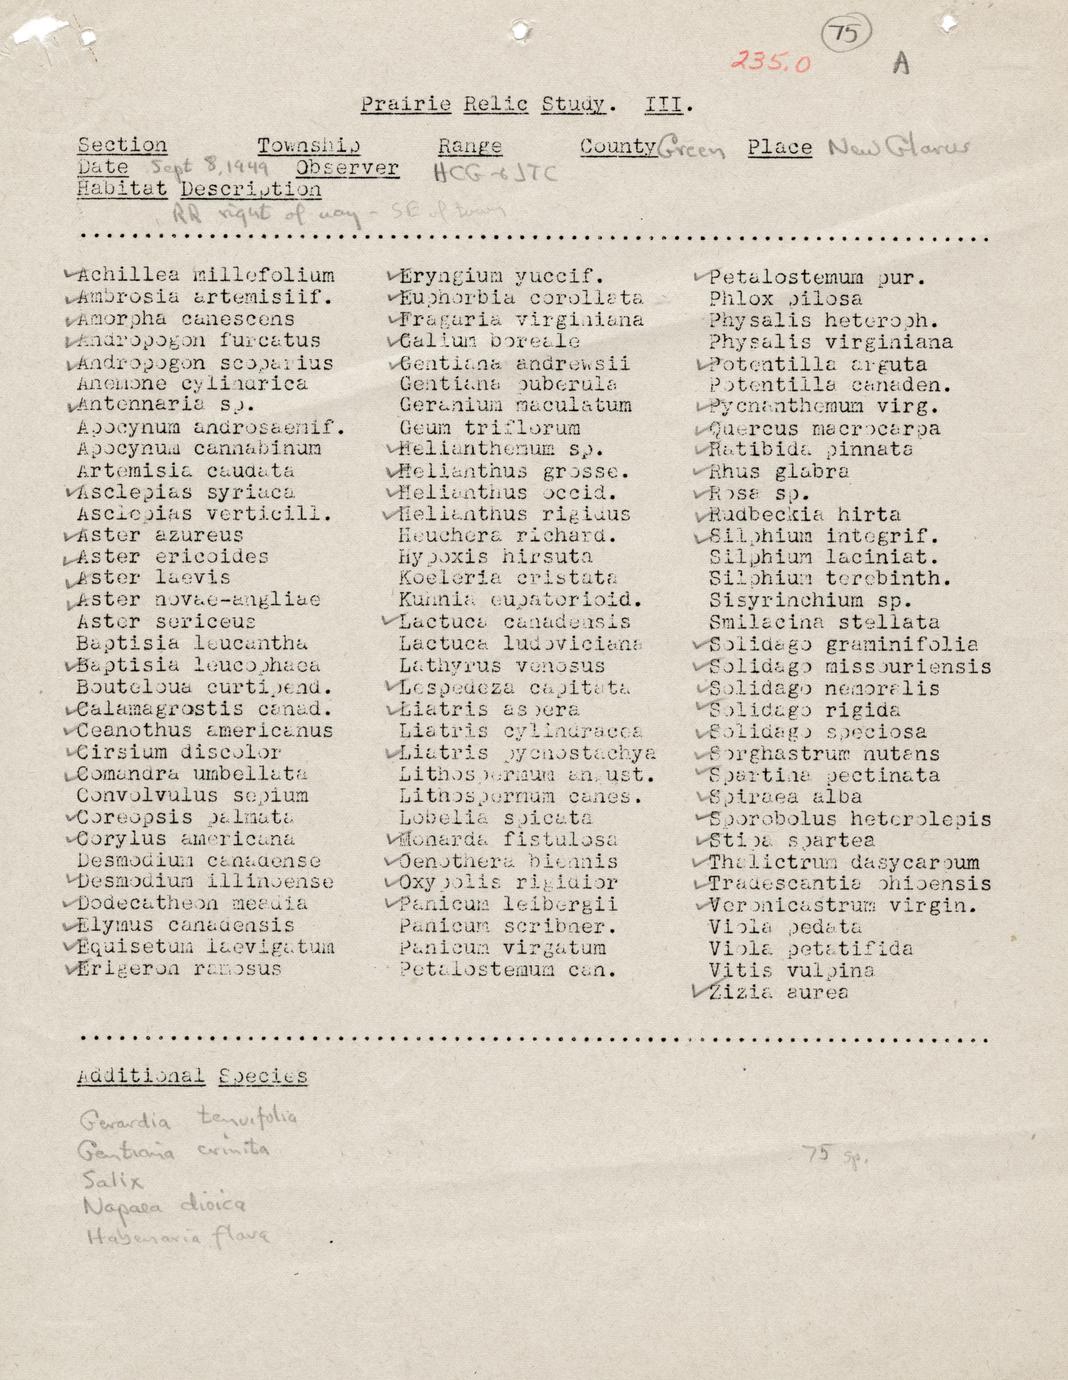 75
235.0 A
Prairie Relic Study. III.
Section Township Range County Green Place New Glarus
Date Sept 8, 1949 Observer HCG & JTC
Habitat Description
RR right of way - SE of town
✓Achillea millefolium ✓Eryngium yuccif. ✓Petalostemum pur.
✓Ambrosia artemisiif. ✓Euphorbia corollata Phlox pilosa
✓Amorpha canescens ✓Fragaria virginiana Physalis heteroph.
✓Andropogon furcatus ✓Galium boreale Physalis virginiana
✓Andropogon scoparius ✓Gentiana andrewsii ✓Potentilla arguta
Anemone cylindrica Gentiana puberula Potentilla canaden.
✓Antennaria sp. Geranium maculatum ✓Pycnanthemum virg.
Apocynum androsaemif. Geum triflorum ✓Quercus macrocarpa
Apocynum cannabinum ✓Helianthemum sp. ✓Ratibida pinnata
Artemisia caudata ✓Helianthus grosse. ✓Rhus glabra
✓Asclepias syriaca ✓Helianthus occid. ✓Rosa sp.
Asclepias verticill. ✓Helianthus rigidus ✓Rudbeckia hirta
✓Aster azureus Heuchera richard. ✓Silphium integrif.
✓Aster ericoides Hypoxis hirsuta Silphium laciniat.
✓Aster laevis Koeleria cristata Silphium terebinth.
✓Aster novae-angliae Kuhnia eupatorioid. Sisyrinchium sp.
Aster sericeus ✓Lactuca canadensis Smilacina stellata
Baptisia leucantha Lactuca ludoviciana ✓Solidago graminifolia
✓Baptisia leucophaea Lathyrus venosus ✓Solidago missouriensis
Bouteloua curtipend. ✓Lespedeza capitata ✓Solidago nemoralis
✓Calamagrostis canad. ✓Liatris aspera ✓Solidago rigida
✓Ceanothus americanus Liatris cylindracea ✓Solidago speciosa
✓Cirsium discolor ✓Liatris pycnostachya ✓Sorghastrum nutans
✓Comandra umbellata Lithospermum angust. ✓Spartina pectinata
Convolvulus sepium Lithospermum canes. ✓Spiraea alba
✓Coreopsis palmata Lobelia spicata ✓Sporobolus heterolepis
✓Corylus americana ✓Monarda fistulosa ✓Stipa spartea
Desmodium canadense ✓Oenothera biennis ✓Thalictrum dasycarpum
✓Desmodium illinoense ✓Oxypolis rigidior ✓Tradescantia ohioensis
✓Dodecatheon meadia ✓Panicum leibergii ✓Veronicastrum virgin.
✓Elymus canadensis Panicum scribner. Viola pedata
✓Equisetum laevigatum Panicum virgatum Viola petatifida
✓Erigeron ramosus Petalostemum can. Vitis vulpina
✓Zizia aurea
Additional Species
Gerardia tenuifolia
Gentiana crinita
75 sp.
Salix
Napaea dioica
Habenaria flava